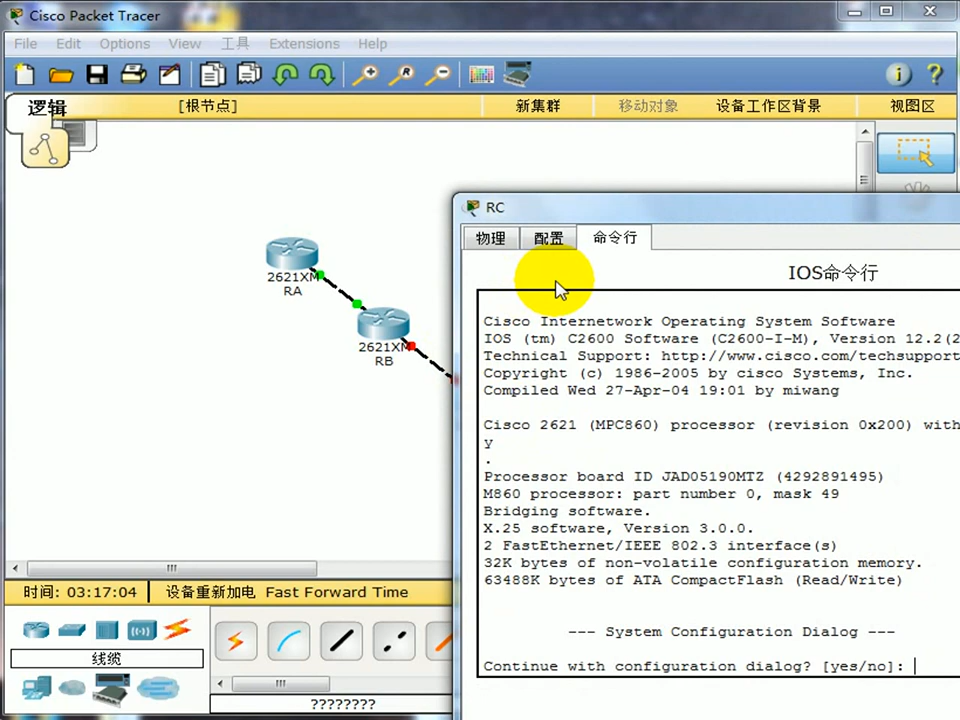 Cisco Packet Tracer
File Edit Options View 工具 Extensions Help
逻辑 [根节点] 新集群 移动对象 设备工作区背景 视图区
RC
物理 配置 命令行
IOS命令行
2621XM
RA
2621XM
RB
Cisco Internetwork Operating System Software
IOS (tm) C2600 Software (C2600-I-M), Version 12.2(2
Technical Support: http://www.cisco.com/techsupport
Copyright (c) 1986-2005 by cisco Systems, Inc.
Compiled Wed 27-Apr-04 19:01 by miwang
Cisco 2621 (MPC860) processor (revision 0x200) with
y
.
Processor board ID JAD05190MTZ (4292891495)
M860 processor: part number 0, mask 49
Bridging software.
X.25 software, Version 3.0.0.
2 FastEthernet/IEEE 802.3 interface(s)
32K bytes of non-volatile configuration memory.
63488K bytes of ATA CompactFlash (Read/Write)
--- System Configuration Dialog ---
Continue with configuration dialog? [yes/no]:
时间: 03:17:04 设备重新加电 Fast Forward Time
线缆
????????